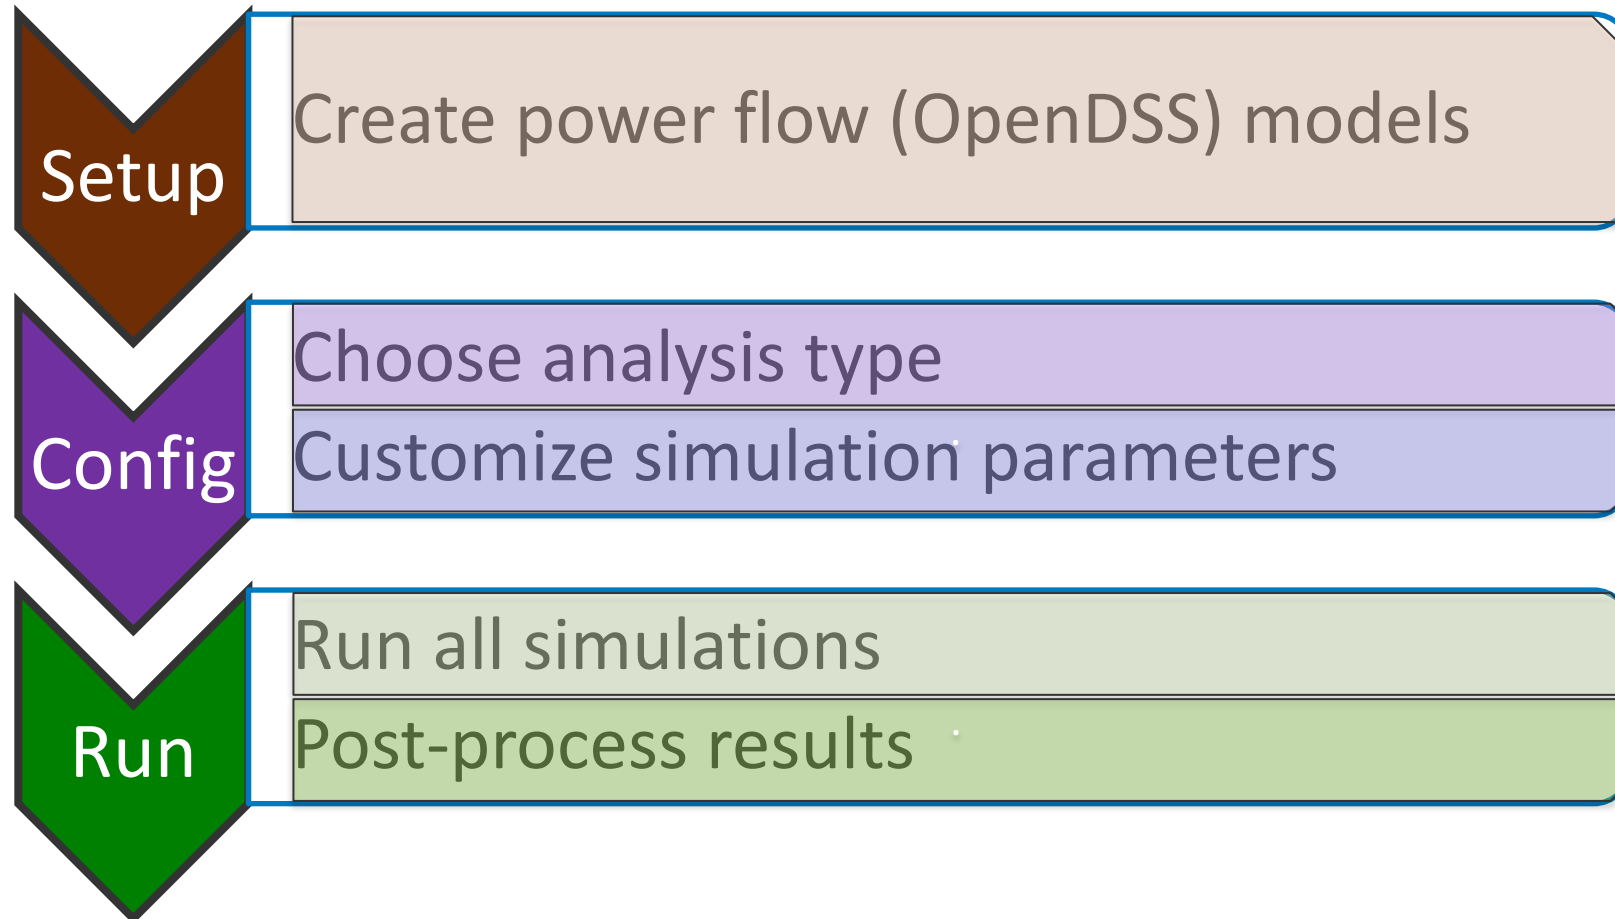 Setup
Create power flow (OpenDSS) models
Config
Choose analysis type
Customize simulation parameters
Run
Run all simulations
Post-process results